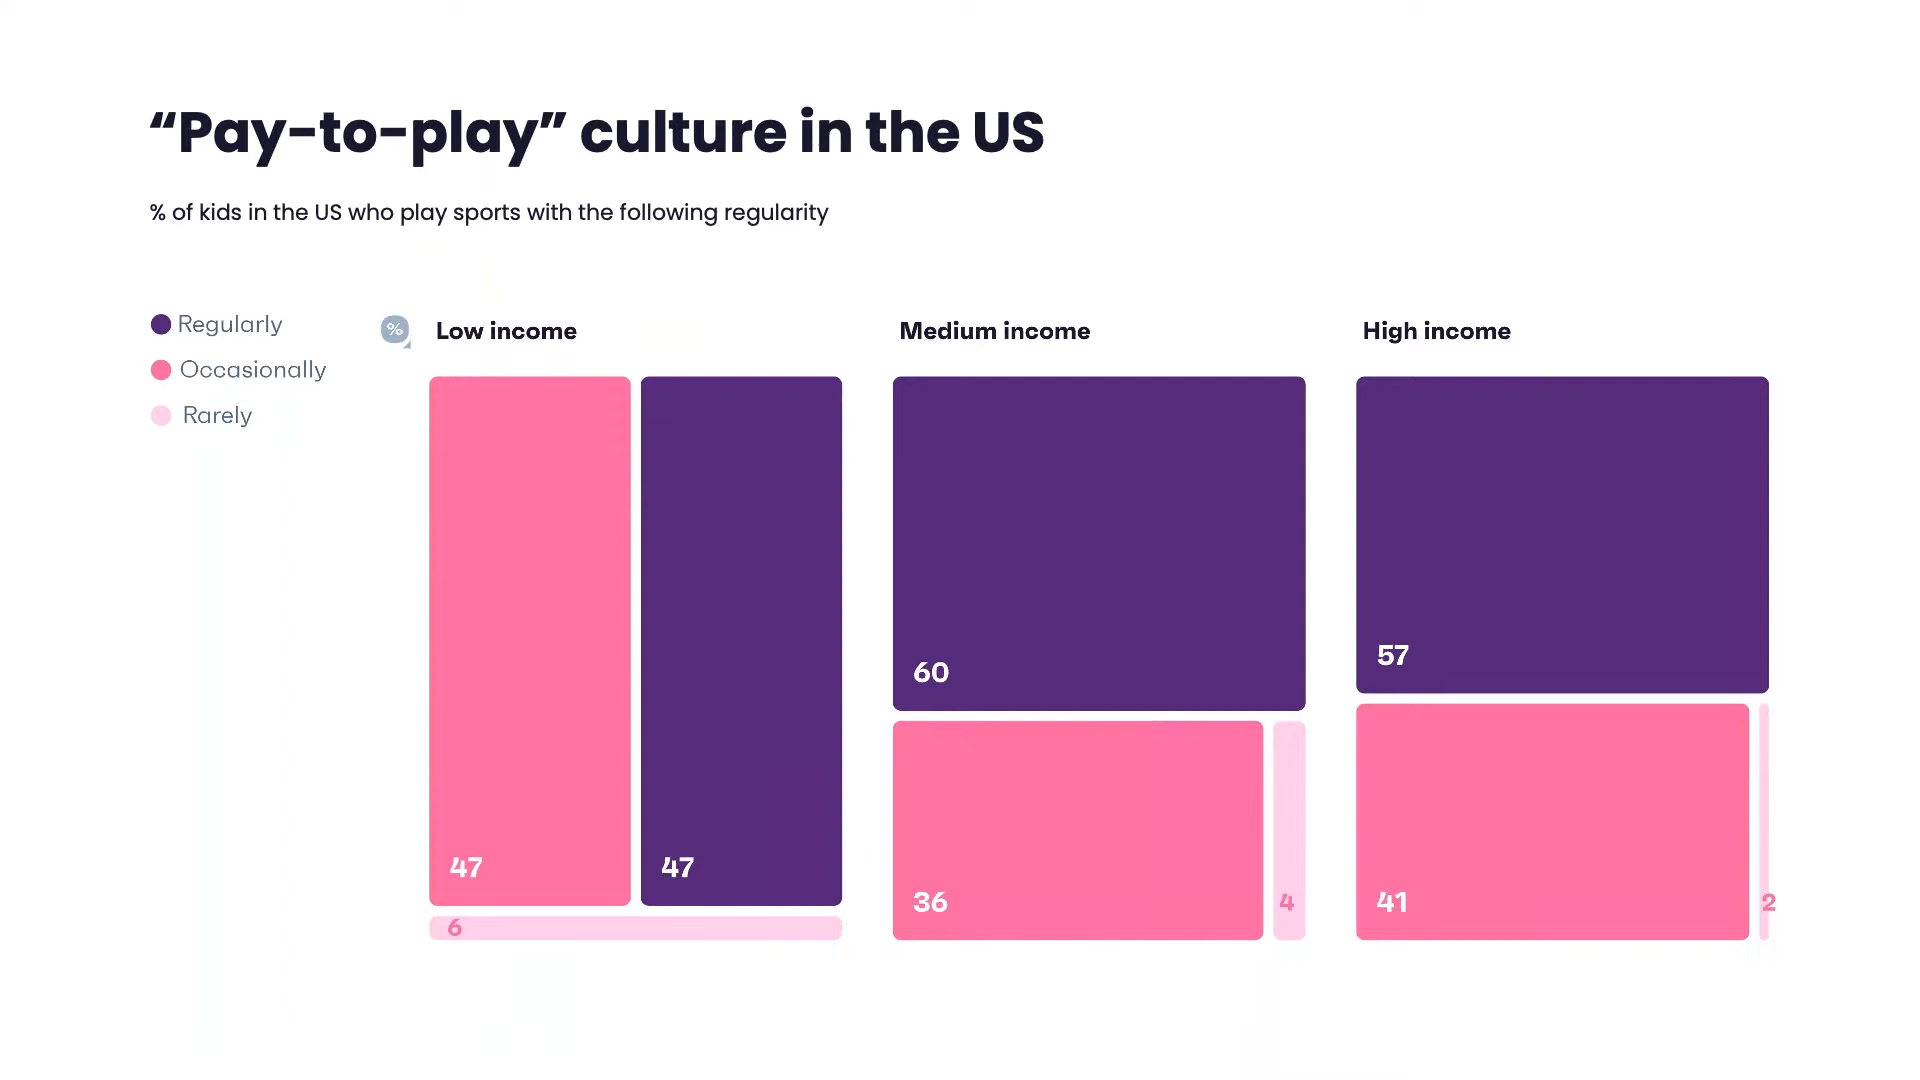 “Pay-to-play” culture in the US
% of kids in the US who play sports with the following regularity
Regularly
Occasionally
Rarely
%
Low income
Medium income
High income
47
47
6
60
36
4
57
41
2